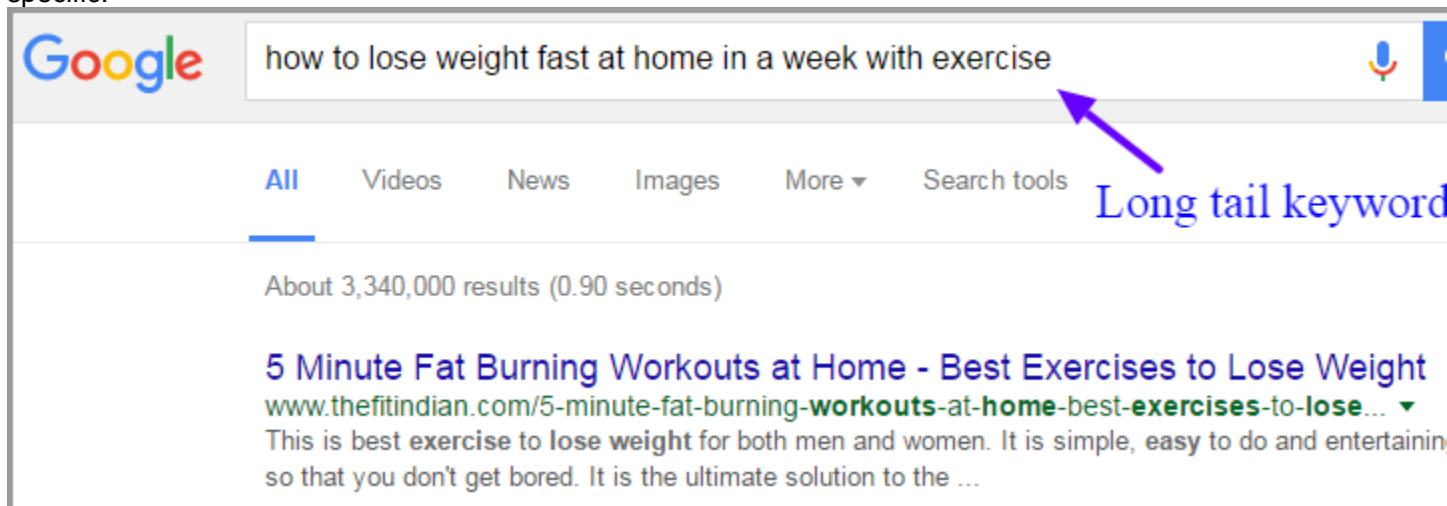 specific.
Google how to lose weight fast at home in a week with exercise
All Videos News Images More Search tools
Long tail keyword
About 3,340,000 results (0.90 seconds)
5 Minute Fat Burning Workouts at Home - Best Exercises to Lose Weight
www.thefitindian.com/5-minute-fat-burning-workouts-at-home-best-exercises-to-lose...
This is best exercise to lose weight for both men and women. It is simple, easy to do and entertaining
so that you don't get bored. It is the ultimate solution to the ...